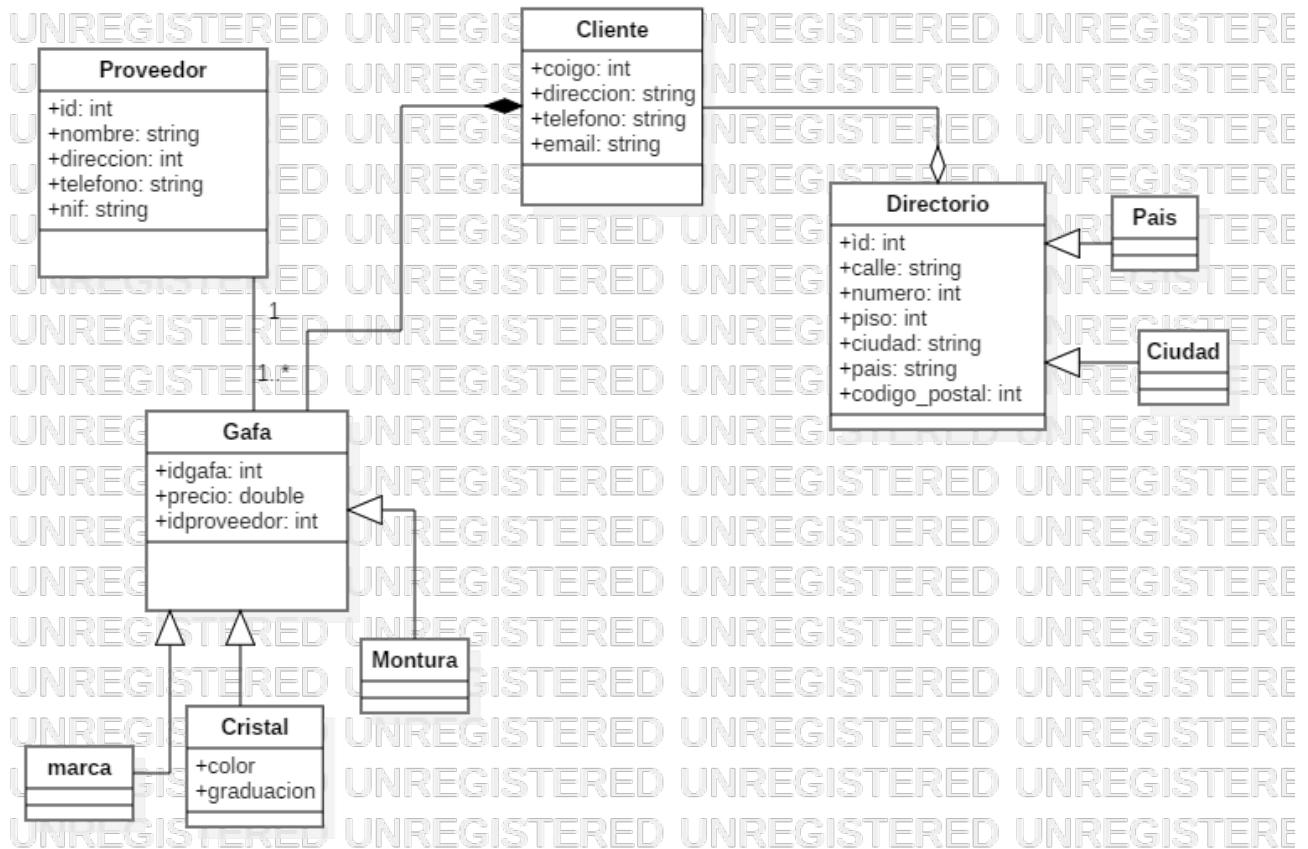 UNREGISTERED
Proveedor
+id: int
+nombre: string
+direccion: int
+telefono: string
+nif: string
Cliente
+coigo: int
+direccion: string
+telefono: string
+email: string
Directorio
+ìd: int
+calle: string
+numero: int
+piso: int
+ciudad: string
+pais: string
+codigo_postal: int
Pais
Ciudad
1
1..*
Gafa
+idgafa: int
+precio: double
+idproveedor: int
Montura
Cristal
+color
+graduacion
marca